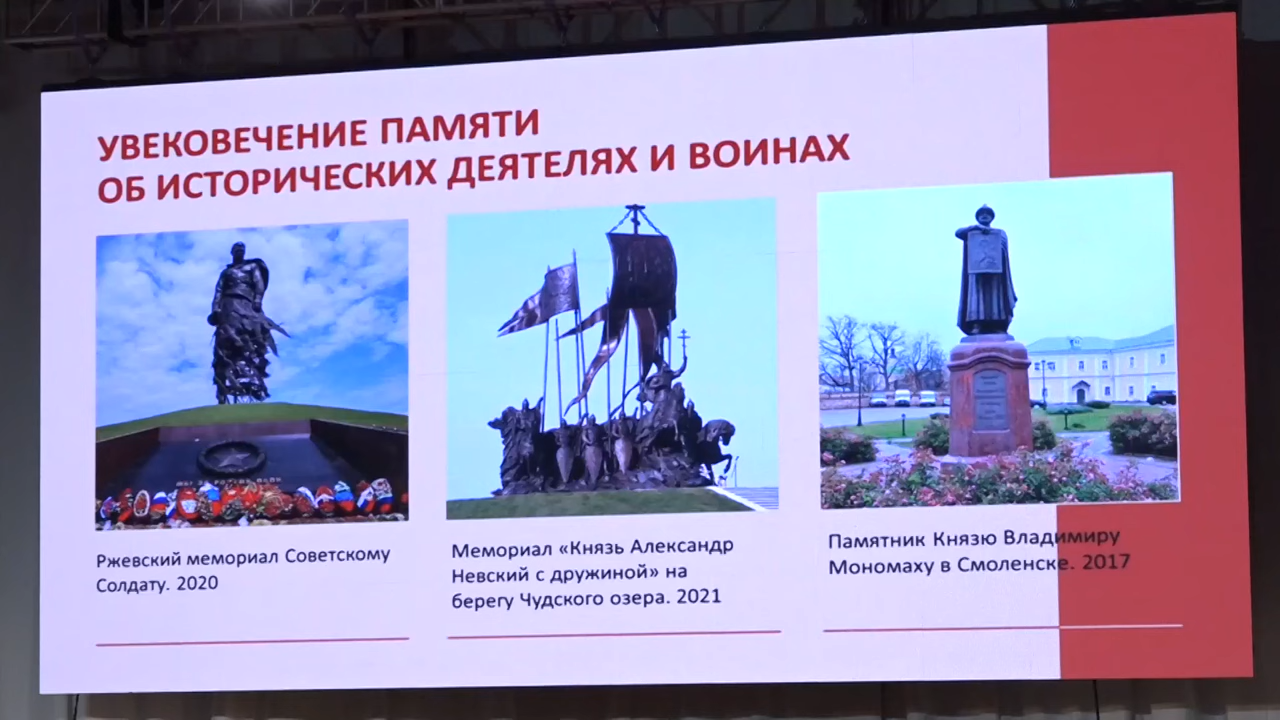 УВЕКОВЕЧЕНИЕ ПАМЯТИ
ОБ ИСТОРИЧЕСКИХ ДЕЯТЕЛЯХ И ВОИНАХ
Ржевский мемориал Советскому
Солдату. 2020
Мемориал «Князь Александр
Невский с дружиной» на
берегу Чудского озера. 2021
Памятник Князю Владимиру
Мономаху в Смоленске. 2017